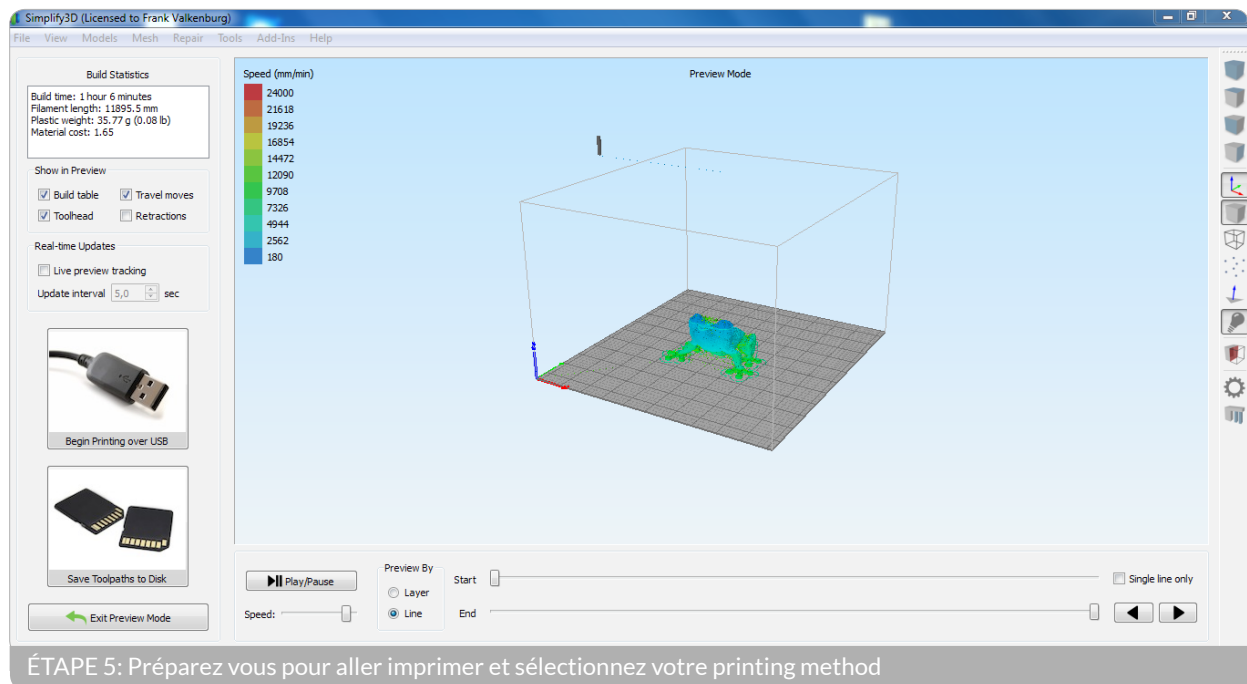 Simplify3D (Licensed to Frank Valkenburg)
File View Models Mesh Repair Tools Add-Ins Help
Build Statistics
Build time: 1 hour 6 minutes
Filament length: 11895.5 mm
Plastic weight: 35.77 g (0.08 lb)
Material cost: 1.65
Show in Preview
Build table Travel moves
Toolhead Retractions
Real-time Updates
Live preview tracking
Update interval 5,0 sec
Begin Printing over USB
Save Toolpaths to Disk
Exit Preview Mode
Speed (mm/min)
24000
21618
19236
16854
14472
12090
9708
7326
4944
2562
180
Preview Mode
Play/Pause
Speed:
Preview By
Layer
Line
Start
End
Single line only
ÉTAPE 5: Préparez vous pour aller imprimer et sélectionnez votre printing method